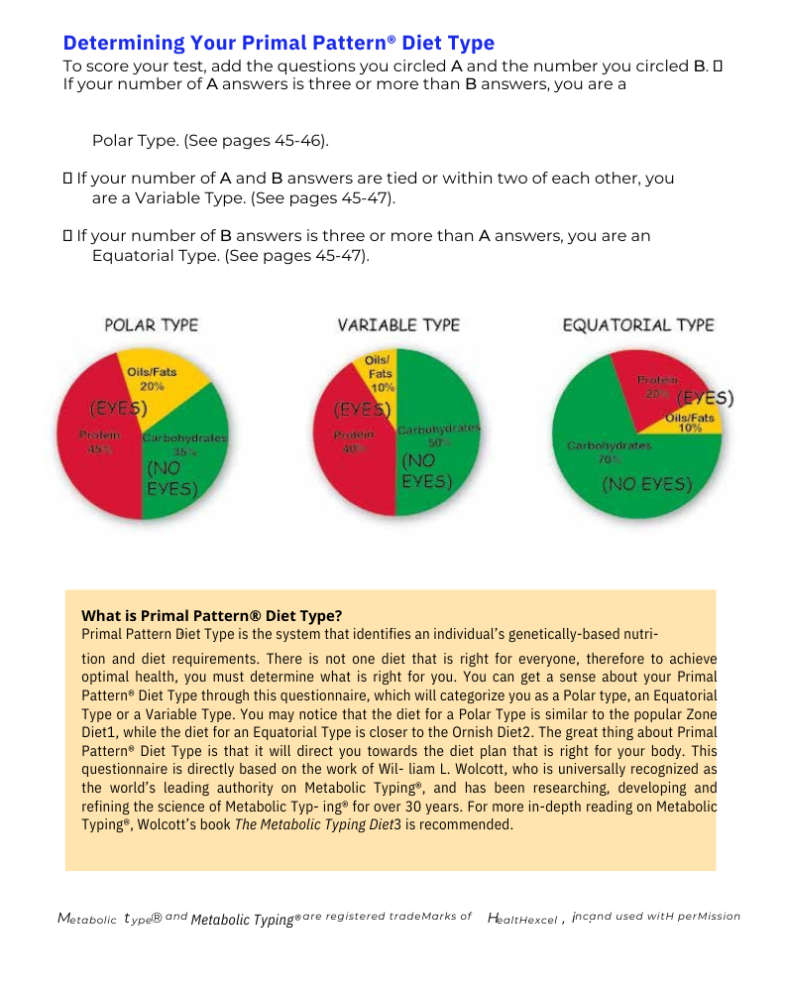 Determining Your Primal Pattern® Diet Type
To score your test, add the questions you circled A and the number you circled B. 
If your number of A answers is three or more than B answers, you are a
Polar Type. (See pages 45-46).
If your number of A and B answers are tied or within two of each other, you
are a Variable Type. (See pages 45-47).
If your number of B answers is three or more than A answers, you are an
Equatorial Type. (See pages 45-47).
POLAR TYPE
Oils/Fats
20%
(EYES)
Protein
45%
Carbohydrates
35%
(NO
EYES)
VARIABLE TYPE
Oils/
Fats
10%
(EYES)
Protein
40%
Carbohydrates
50%
(NO
EYES)
EQUATORIAL TYPE
Protein
20%
(EYES)
Oils/Fats
10%
Carbohydrates
70%
(NO EYES)
What is Primal Pattern® Diet Type?
Primal Pattern Diet Type is the system that identifies an individual's genetically-based nutri-
tion and diet requirements. There is not one diet that is right for everyone, therefore to achieve
optimal health, you must determine what is right for you. You can get a sense about your Primal
Pattern® Diet Type through this questionnaire, which will categorize you as a Polar type, an Equatorial
Type or a Variable Type. You may notice that the diet for a Polar Type is similar to the popular Zone
Diet1, while the diet for an Equatorial Type is closer to the Ornish Diet2. The great thing about Primal
Pattern® Diet Type is that it will direct you towards the diet plan that is right for your body. This
questionnaire is directly based on the work of Wil- liam L. Wolcott, who is universally recognized as
the world's leading authority on Metabolic Typing®, and has been researching, developing and
refining the science of Metabolic Typ- ing® for over 30 years. For more in-depth reading on Metabolic
Typing®, Wolcott's book The Metabolic Typing Diet3 is recommended.
Metabolic type® and Metabolic Typing® are registered tradeMarks of HealtHexcel , inc. and used witH perMission